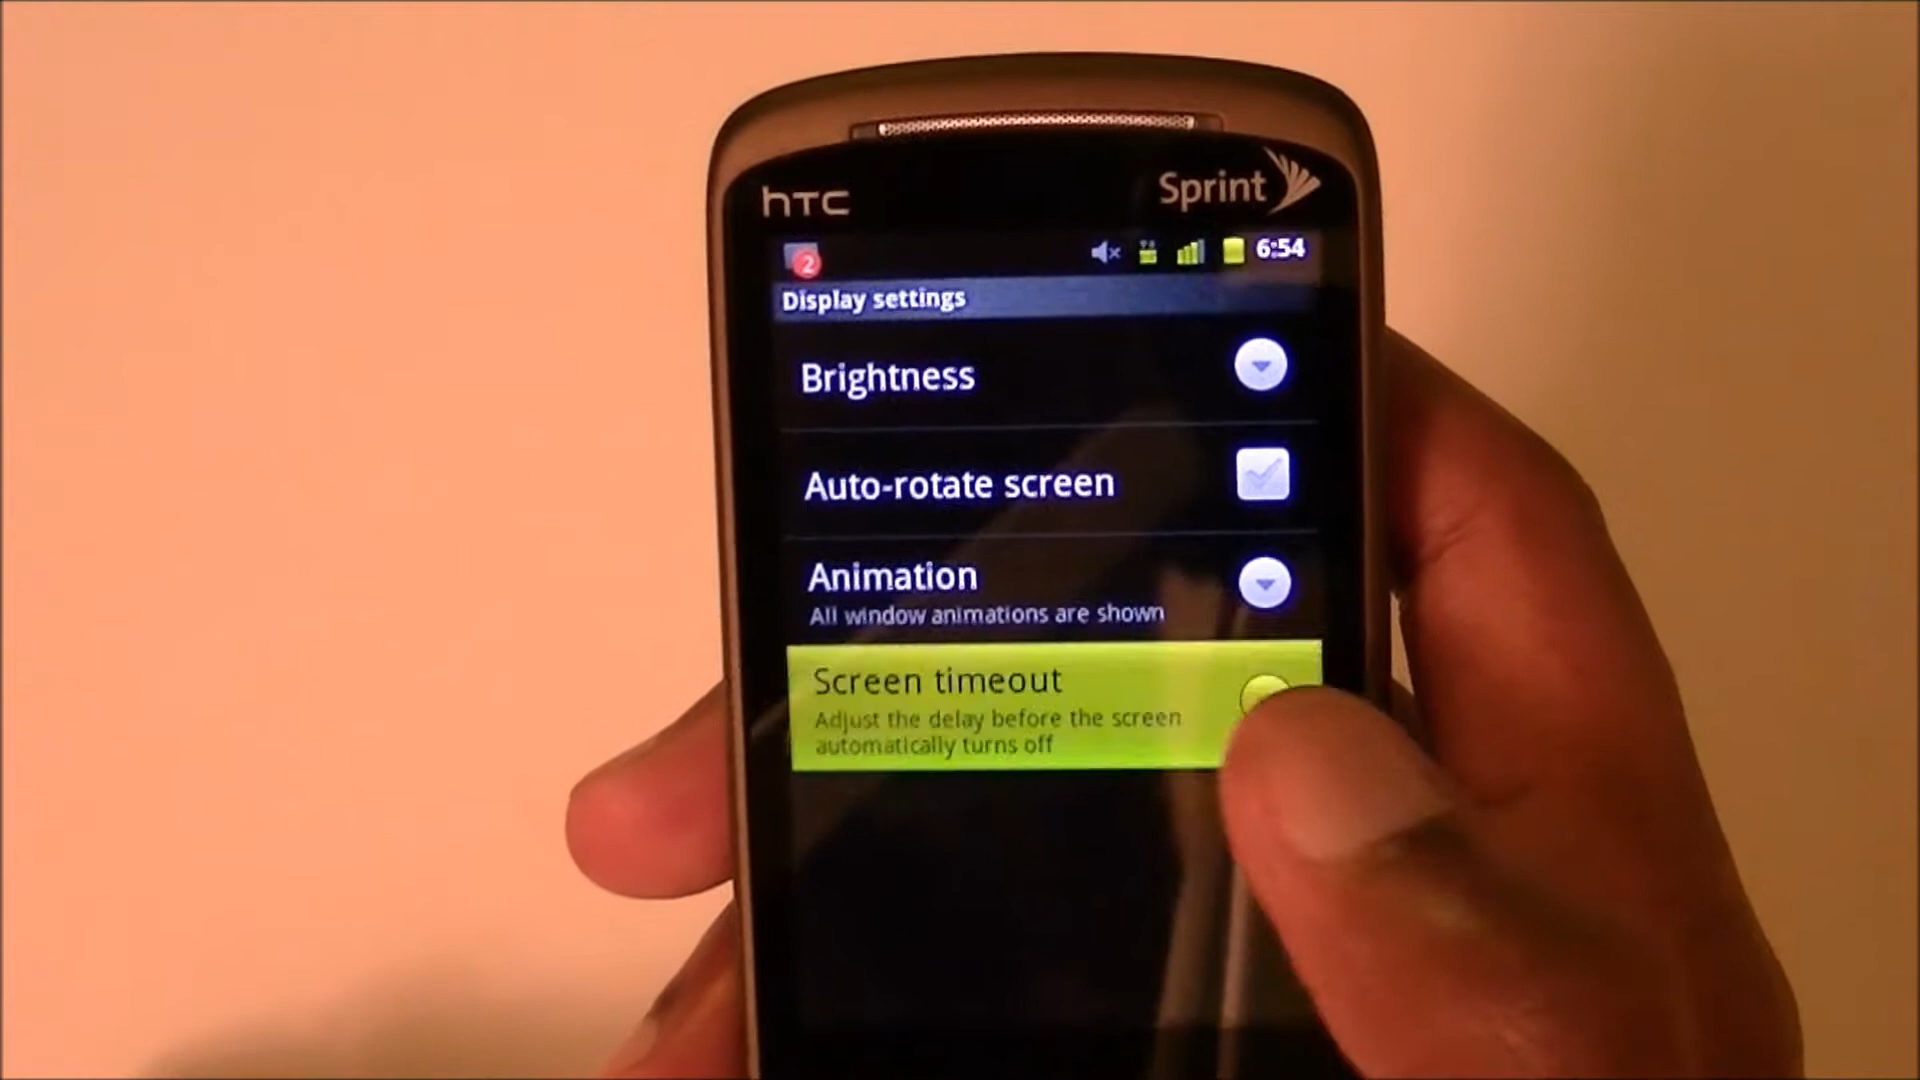 hTC
Sprint
2
6:54
Display settings
Brightness
Auto-rotate screen
Animation
All window animations are shown
Screen timeout
Adjust the delay before the screen
automatically turns off